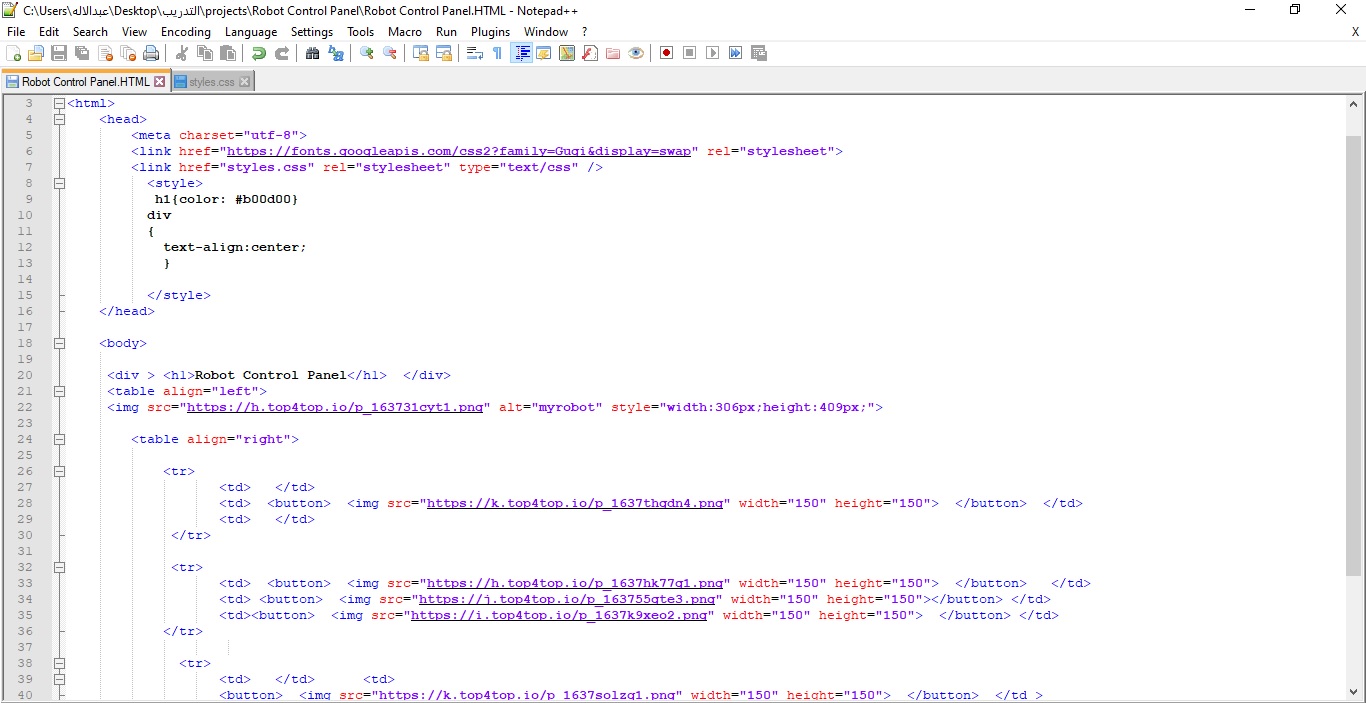 C:\Users\عبدالاله\Desktop\التدريب\projects\Robot Control Panel\Robot Control Panel.HTML - Notepad++
File Edit Search View Encoding Language Settings Tools Macro Run Plugins Window ? X
Robot Control Panel.HTML styles.css
3 <html>
4 <head>
5 <meta charset="utf-8">
6 <link href="https://fonts.googleapis.com/css2?family=Gugi&display=swap" rel="stylesheet">
7 <link href="styles.css" rel="stylesheet" type="text/css" />
8 <style>
9 h1{color: #b00d00}
10 div
11 {
12 text-align:center;
13 }
14
15 </style>
16 </head>
17
18 <body>
19
20 <div > <h1>Robot Control Panel</h1> </div>
21 <table align="left">
22 <img src="https://h.top4top.io/p_163731cyt1.png" alt="myrobot" style="width:306px;height:409px;">
23
24 <table align="right">
25
26 <tr>
27 <td> </td>
28 <td> <button> <img src="https://k.top4top.io/p_1637thgdn4.png" width="150" height="150"> </button> </td>
29 <td> </td>
30 </tr>
31
32 <tr>
33 <td> <button> <img src="https://h.top4top.io/p_1637hk77g1.png" width="150" height="150"> </button> </td>
34 <td> <button> <img src="https://j.top4top.io/p_163755gte3.png" width="150" height="150"></button> </td>
35 <td><button> <img src="https://i.top4top.io/p_1637k9xeo2.png" width="150" height="150"> </button> </td>
36 </tr>
37
38 <tr>
39 <td> </td> <td>
40 <button> <img src="https://k.top4top.io/p_1637solzg1.png" width="150" height="150"> </button> </td >